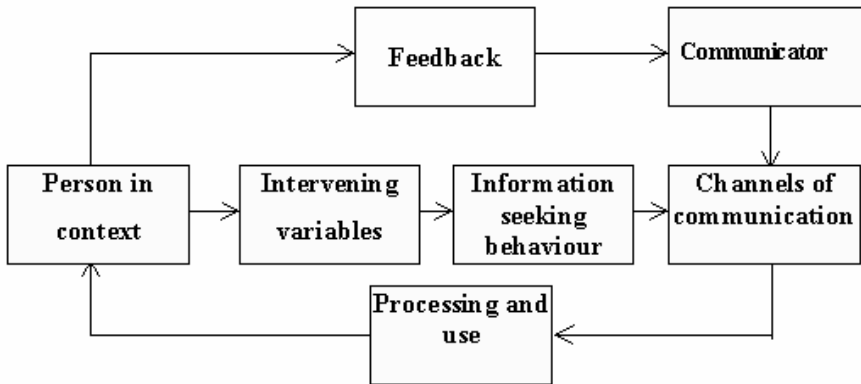 Feedback
Communicator
Person in
context
Intervening
variables
Information
seeking
behaviour
Channels of
communication
Processing and
use